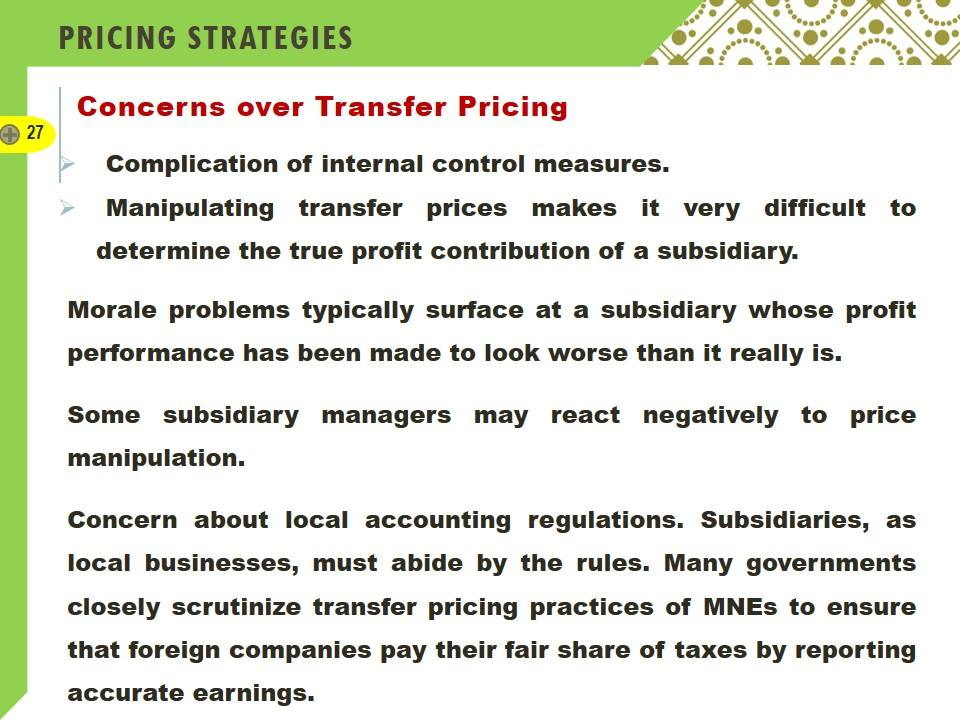 PRICING STRATEGIES
Concerns over Transfer Pricing
27
Complication of internal control measures.
Manipulating transfer prices makes it very difficult to
determine the true profit contribution of a subsidiary.
Morale problems typically surface at a subsidiary whose profit
performance has been made to look worse than it really is.
Some subsidiary managers may react negatively to price
manipulation.
Concern about local accounting regulations. Subsidiaries, as
local businesses, must abide by the rules. Many governments
closely scrutinize transfer pricing practices of MNEs to ensure
that foreign companies pay their fair share of taxes by reporting
accurate earnings.